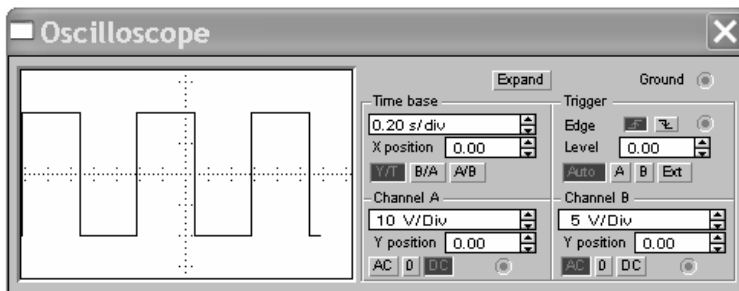 Oscilloscope
Expand
Ground
Time base
0.20 s/div
X position 0.00
Y/T B/A A/B
Trigger
Edge
Level 0.00
Auto A B Ext
Channel A
10 V/Div
Y position 0.00
AC 0 DC
Channel B
5 V/Div
Y position 0.00
AC 0 DC